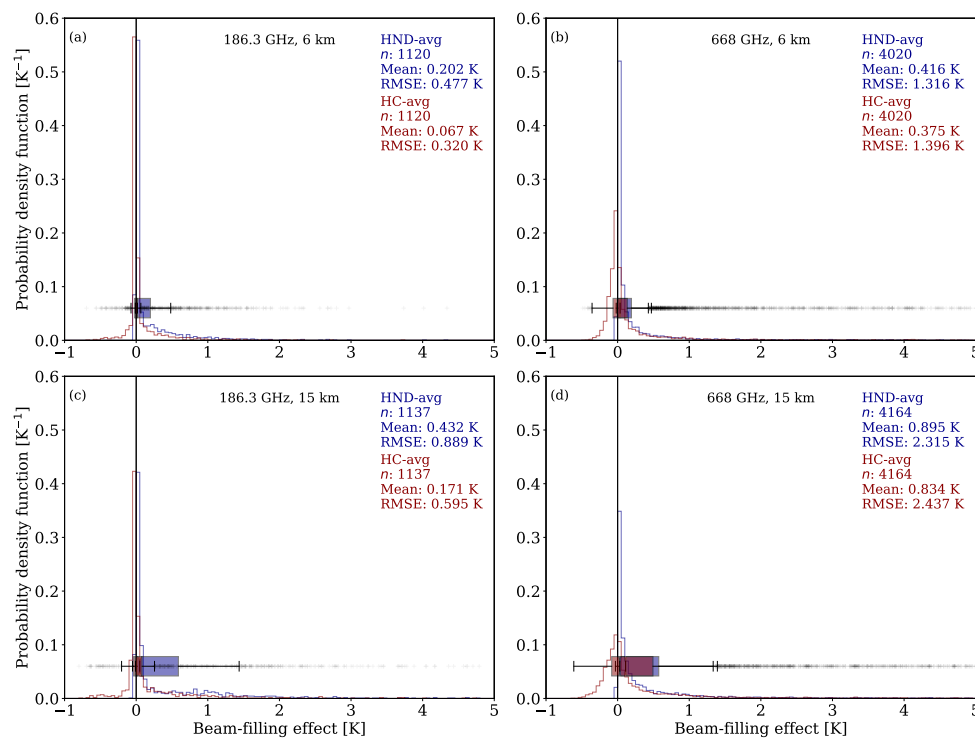 (a)
186.3 GHz, 6 km
HND-avg
n: 1120
Mean: 0.202 K
RMSE: 0.477 K
HC-avg
n: 1120
Mean: 0.067 K
RMSE: 0.320 K
Probability density function [K⁻¹]
0.6
0.5
0.4
0.3
0.2
0.1
0.0
−1 0 1 2 3 4 5
(b)
668 GHz, 6 km
HND-avg
n: 4020
Mean: 0.416 K
RMSE: 1.316 K
HC-avg
n: 4020
Mean: 0.375 K
RMSE: 1.396 K
0.6
0.5
0.4
0.3
0.2
0.1
0.0
−1 0 1 2 3 4 5
(c)
186.3 GHz, 15 km
HND-avg
n: 1137
Mean: 0.432 K
RMSE: 0.889 K
HC-avg
n: 1137
Mean: 0.171 K
RMSE: 0.595 K
Probability density function [K⁻¹]
0.6
0.5
0.4
0.3
0.2
0.1
0.0
−1 0 1 2 3 4 5
Beam-filling effect [K]
(d)
668 GHz, 15 km
HND-avg
n: 4164
Mean: 0.895 K
RMSE: 2.315 K
HC-avg
n: 4164
Mean: 0.834 K
RMSE: 2.437 K
0.6
0.5
0.4
0.3
0.2
0.1
0.0
−1 0 1 2 3 4 5
Beam-filling effect [K]